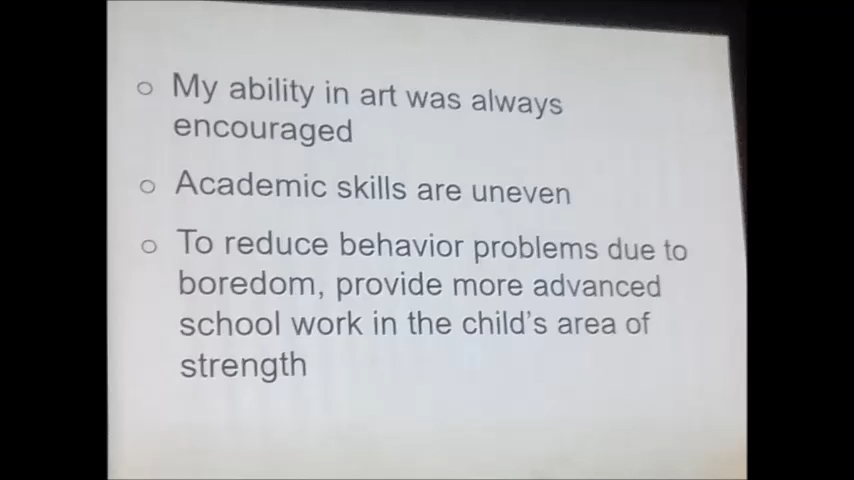 ○ My ability in art was always
encouraged
○ Academic skills are uneven
○ To reduce behavior problems due to
boredom, provide more advanced
school work in the child's area of
strength